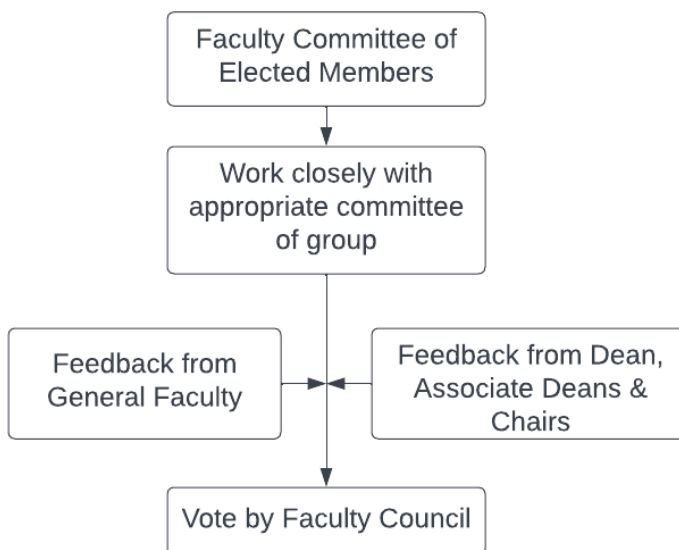 Faculty Committee of
Elected Members
Work closely with
appropriate committee
of group
Feedback from
General Faculty
Feedback from Dean,
Associate Deans &
Chairs
Vote by Faculty Council